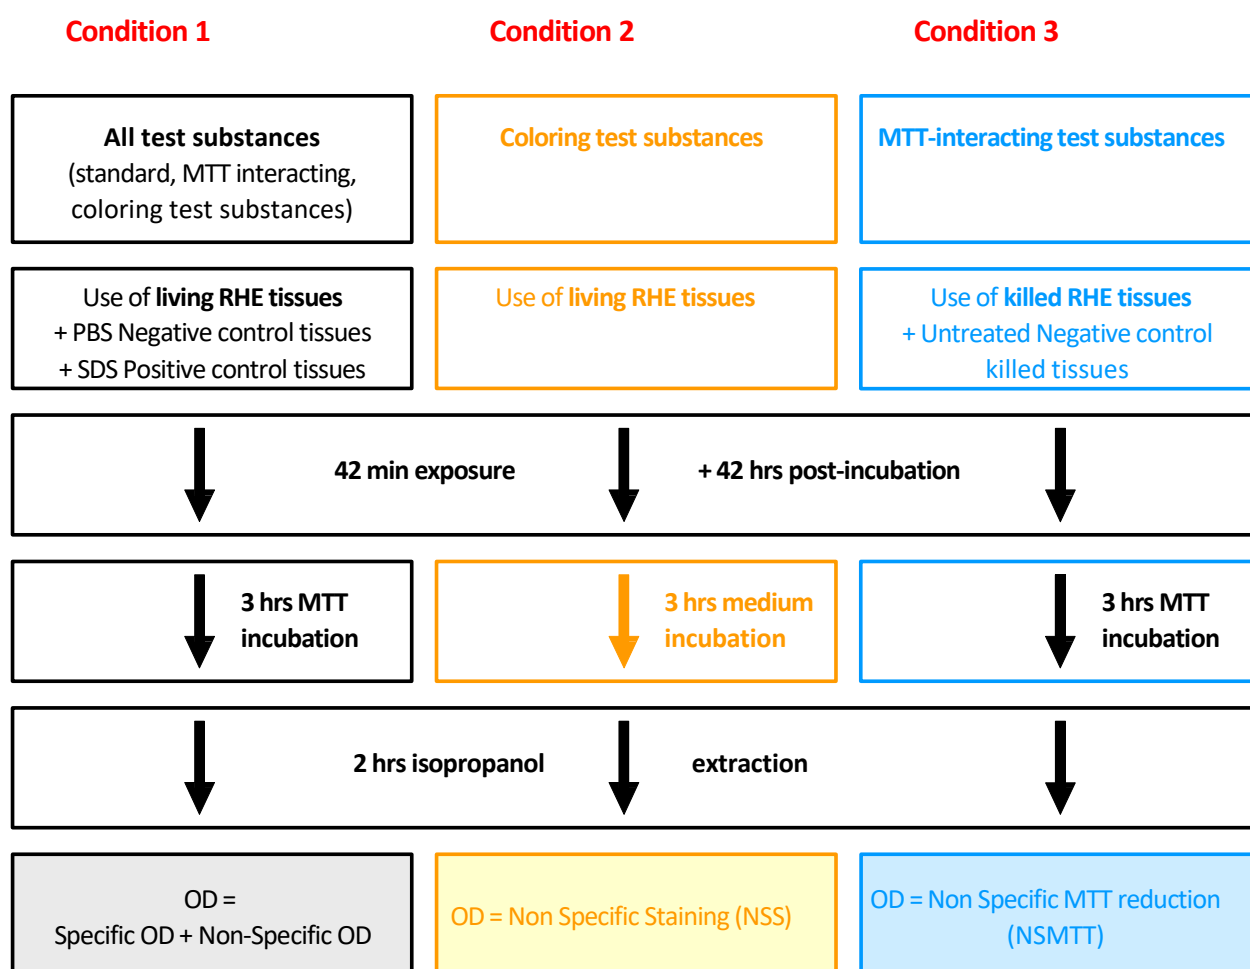 Condition 1
Condition 2
Condition 3
All test substances
(standard, MTT interacting,
coloring test substances)
Coloring test substances
MTT-interacting test substances
Use of living RHE tissues
+ PBS Negative control tissues
+ SDS Positive control tissues
Use of living RHE tissues
Use of killed RHE tissues
+ Untreated Negative control
killed tissues
42 min exposure
+ 42 hrs post-incubation
3 hrs MTT
incubation
3 hrs medium
incubation
3 hrs MTT
incubation
2 hrs isopropanol
extraction
OD =
Specific OD + Non-Specific OD
OD = Non Specific Staining (NSS)
OD = Non Specific MTT reduction
(NSMTT)